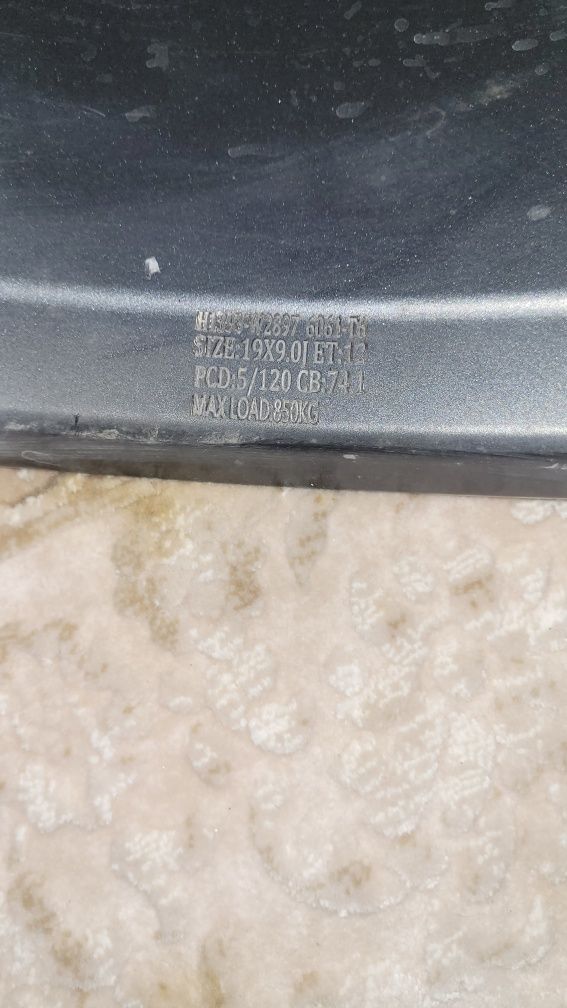 6061-T6
SIZE:19X9.0J ET:12
PCD:5/120 CB:74.1
MAX LOAD:850KG